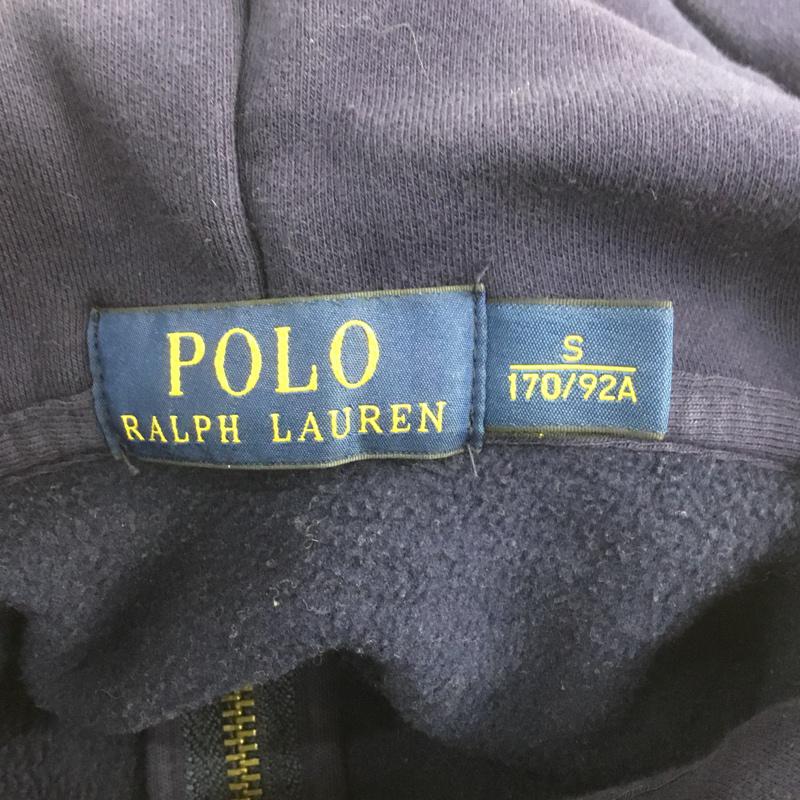 POLO
RALPH LAUREN
S
170/92A